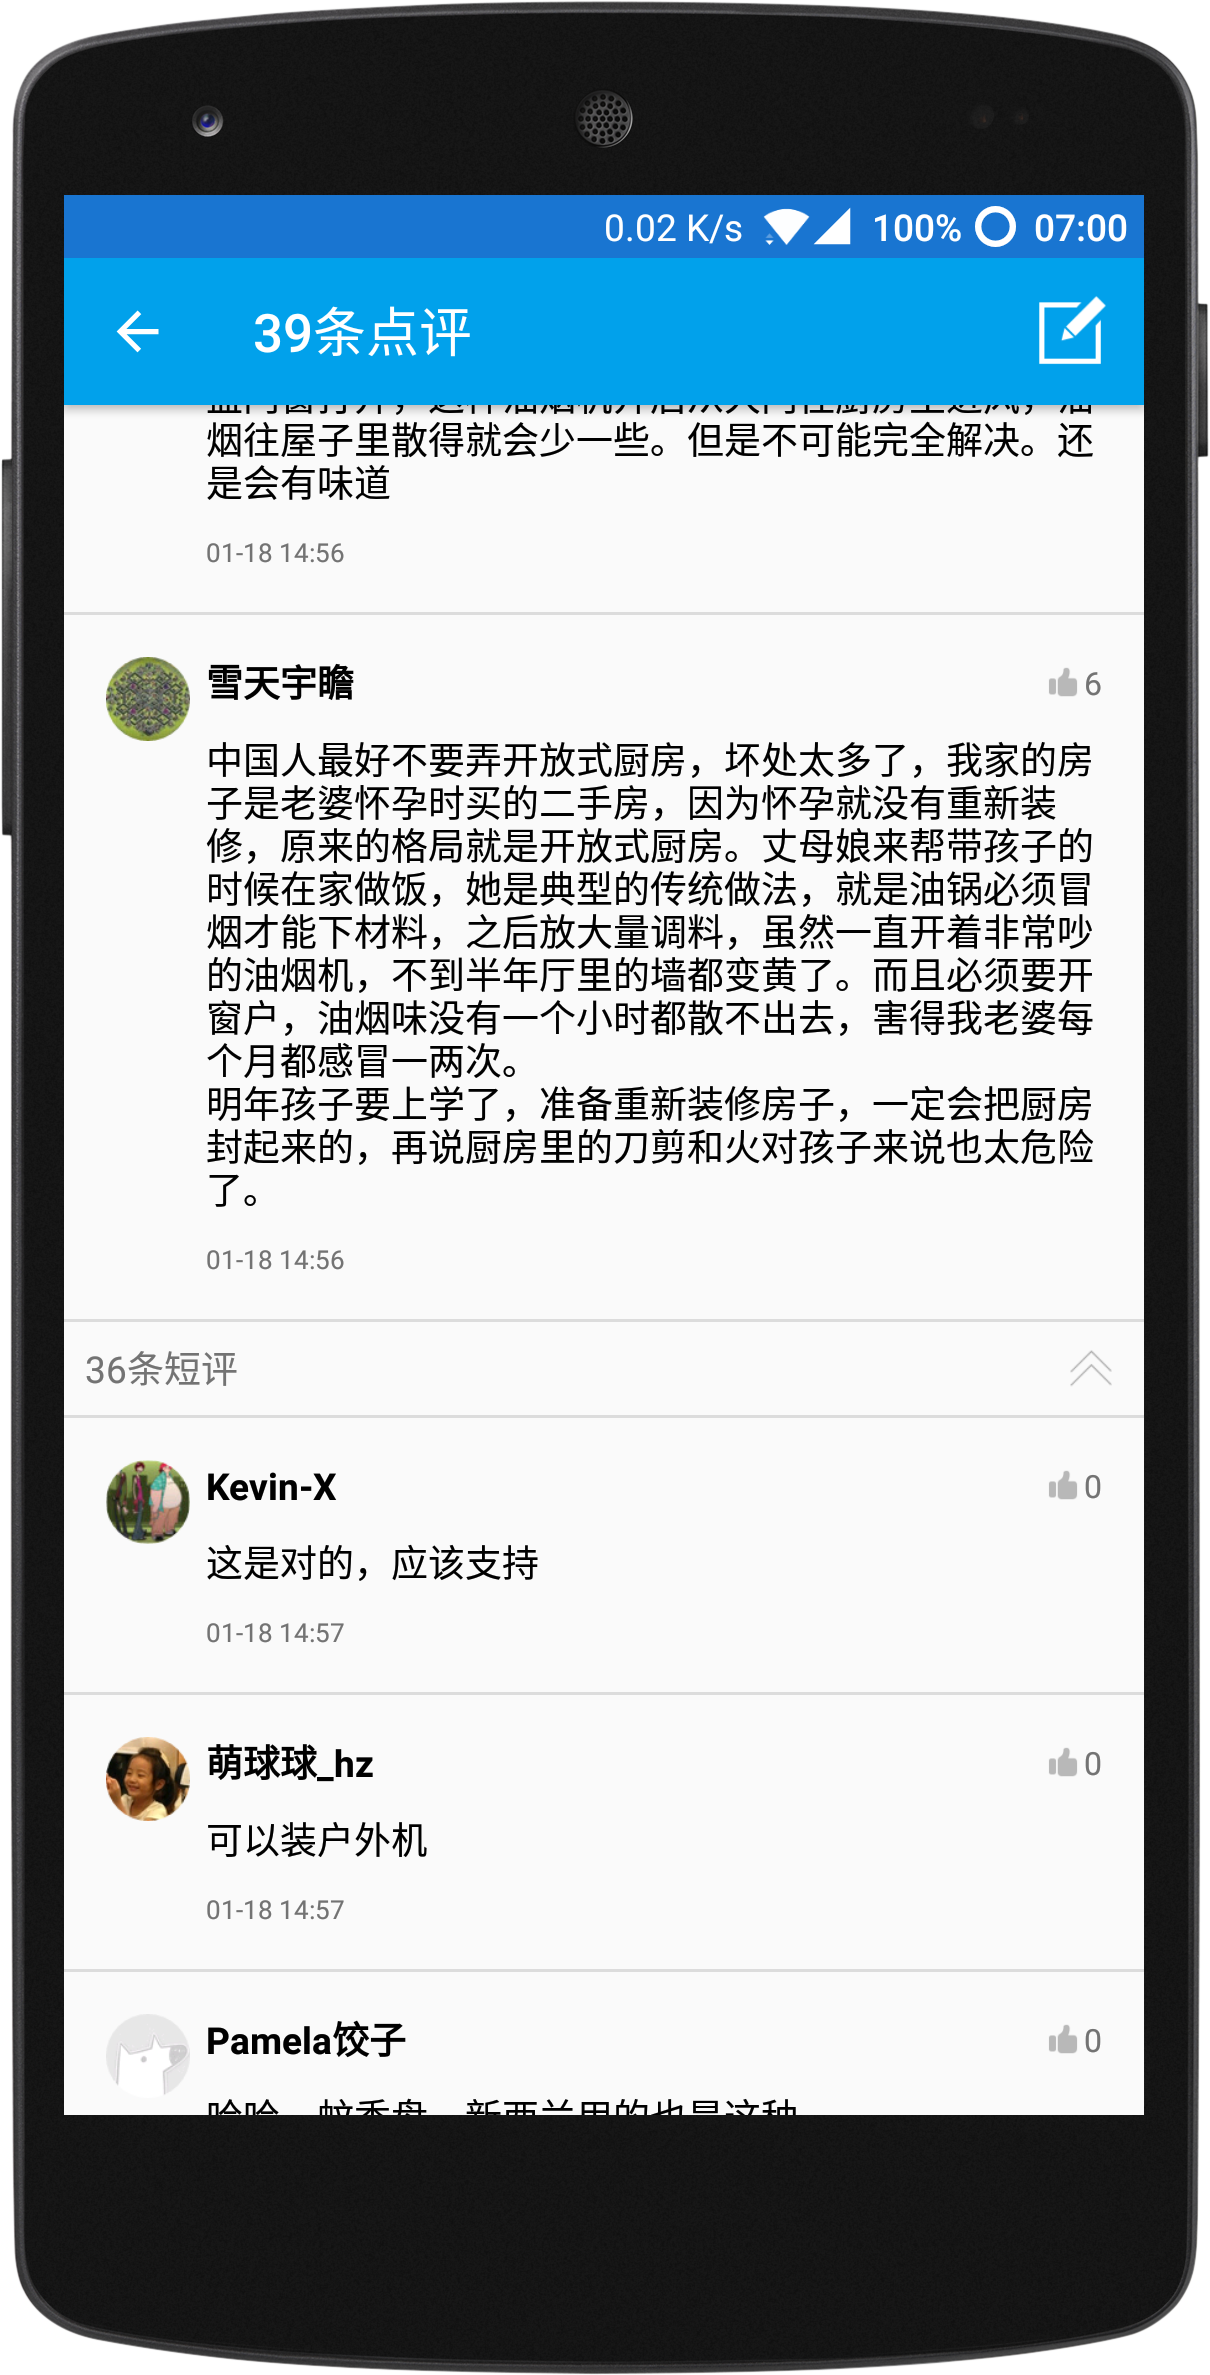 0.02 K/s 100% 07:00
39条点评
烟往屋子里散得就会少一些。但是不可能完全解决。还
是会有味道
01-18 14:56
雪天宇瞻
6
中国人最好不要弄开放式厨房，坏处太多了，我家的房
子是老婆怀孕时买的二手房，因为怀孕就没有重新装
修，原来的格局就是开放式厨房。丈母娘来帮带孩子的
时候在家做饭，她是典型的传统做法，就是油锅必须冒
烟才能下材料，之后放大量调料，虽然一直开着非常吵
的油烟机，不到半年厅里的墙都变黄了。而且必须要开
窗户，油烟味没有一个小时都散不出去，害得我老婆每
个月都感冒一两次。
明年孩子要上学了，准备重新装修房子，一定会把厨房
封起来的，再说厨房里的刀剪和火对孩子来说也太危险
了。
01-18 14:56
36条短评
Kevin-X
0
这是对的，应该支持
01-18 14:57
萌球球_hz
0
可以装户外机
01-18 14:57
Pamela饺子
0